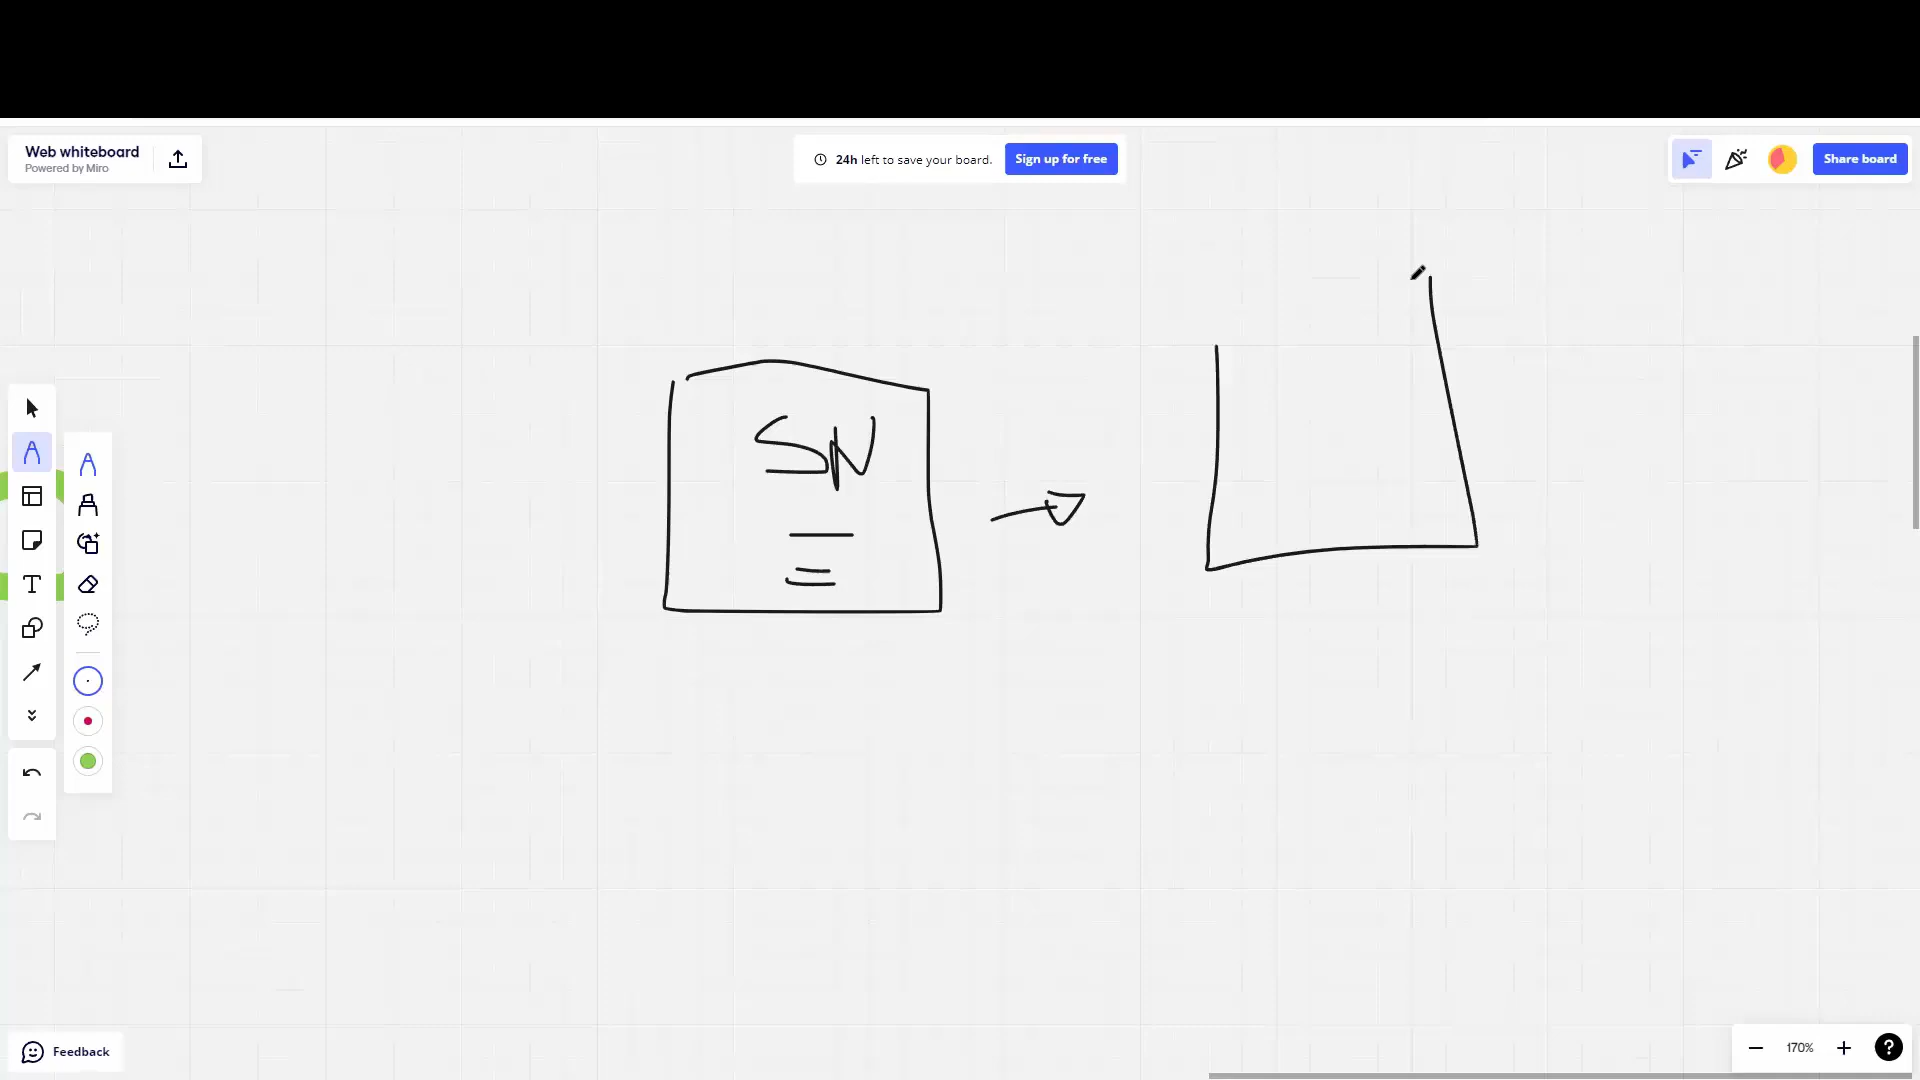 Web whiteboard
Powered by Miro
24h left to save your board.
Sign up for free
Share board
SN
Feedback
170%
?